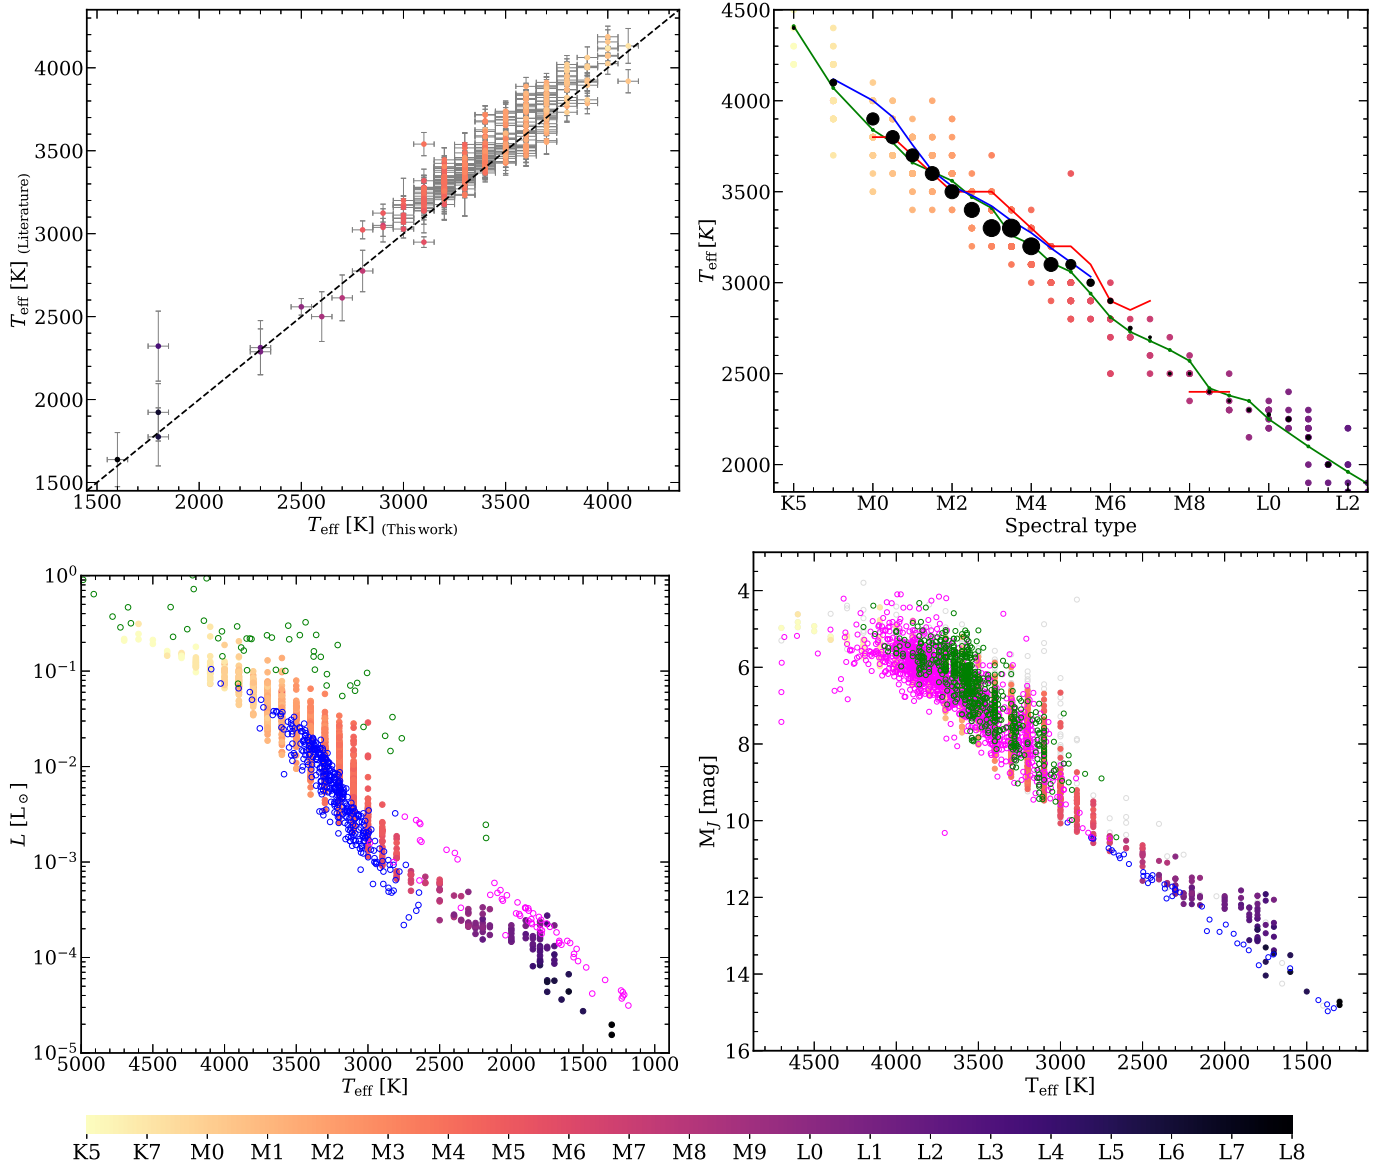 4000
3500
3000
2500
2000
1500
T_eff [K] (Literature)
1500 2000 2500 3000 3500 4000
T_eff [K] (This work)
4500
4000
3500
3000
2500
2000
T_eff [K]
K5 M0 M2 M4 M6 M8 L0 L2
Spectral type
10^0
10^-1
10^-2
10^-3
10^-4
10^-5
L [L_⊙]
5000 4500 4000 3500 3000 2500 2000 1500 1000
T_eff [K]
4
6
8
10
12
14
16
M_J [mag]
4500 4000 3500 3000 2500 2000 1500
T_eff [K]
K5 K7 M0 M1 M2 M3 M4 M5 M6 M7 M8 M9 L0 L1 L2 L3 L4 L5 L6 L7 L8